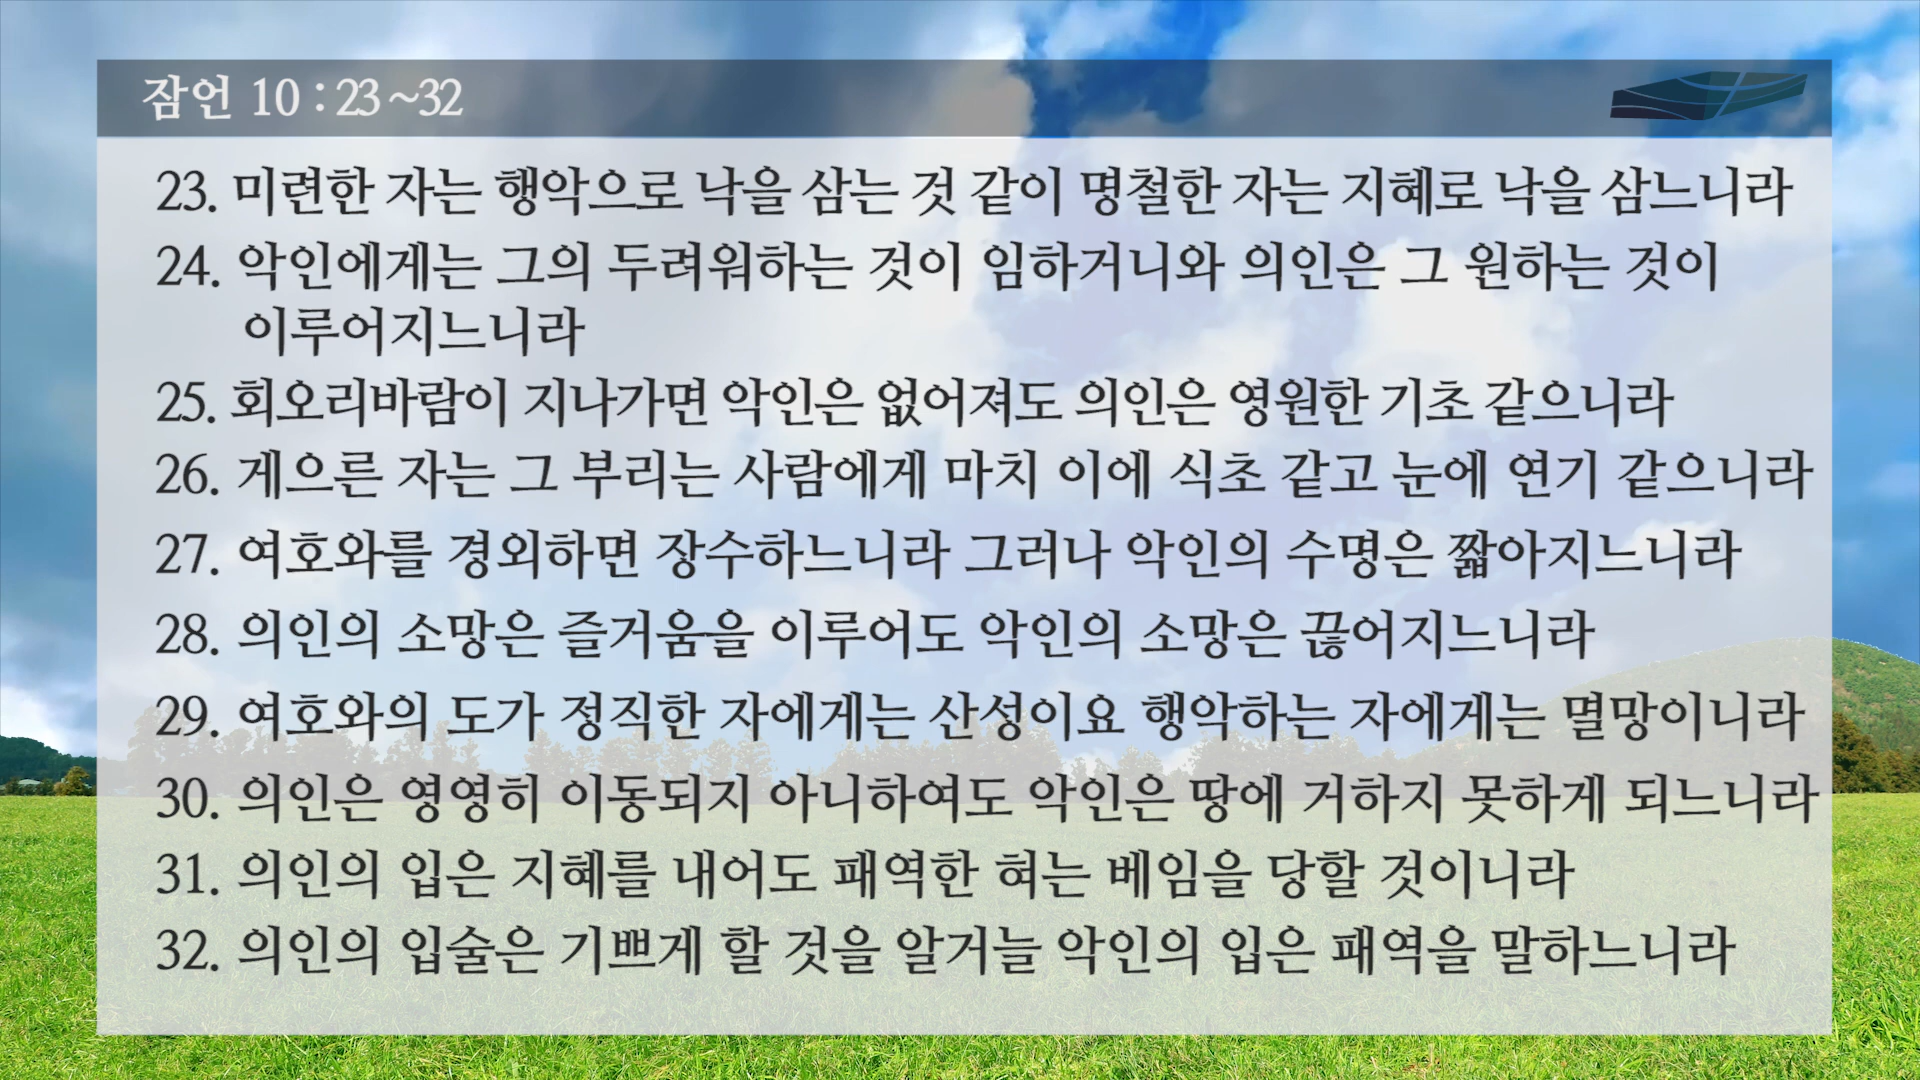 잠언 10 : 23~32
23. 미련한 자는 행악으로 낙을 삼는 것 같이 명철한 자는 지혜로 낙을 삼느니라
24. 악인에게는 그의 두려워하는 것이 임하거니와 의인은 그 원하는 것이
이루어지느니라
25. 회오리바람이 지나가면 악인은 없어져도 의인은 영원한 기초 같으니라
26. 게으른 자는 그 부리는 사람에게 마치 이에 식초 같고 눈에 연기 같으니라
27. 여호와를 경외하면 장수하느니라 그러나 악인의 수명은 짧아지느니라
28. 의인의 소망은 즐거움을 이루어도 악인의 소망은 끊어지느니라
29. 여호와의 도가 정직한 자에게는 산성이요 행악하는 자에게는 멸망이니라
30. 의인은 영영히 이동되지 아니하여도 악인은 땅에 거하지 못하게 되느니라
31. 의인의 입은 지혜를 내어도 패역한 혀는 베임을 당할 것이니라
32. 의인의 입술은 기쁘게 할 것을 알거늘 악인의 입은 패역을 말하느니라